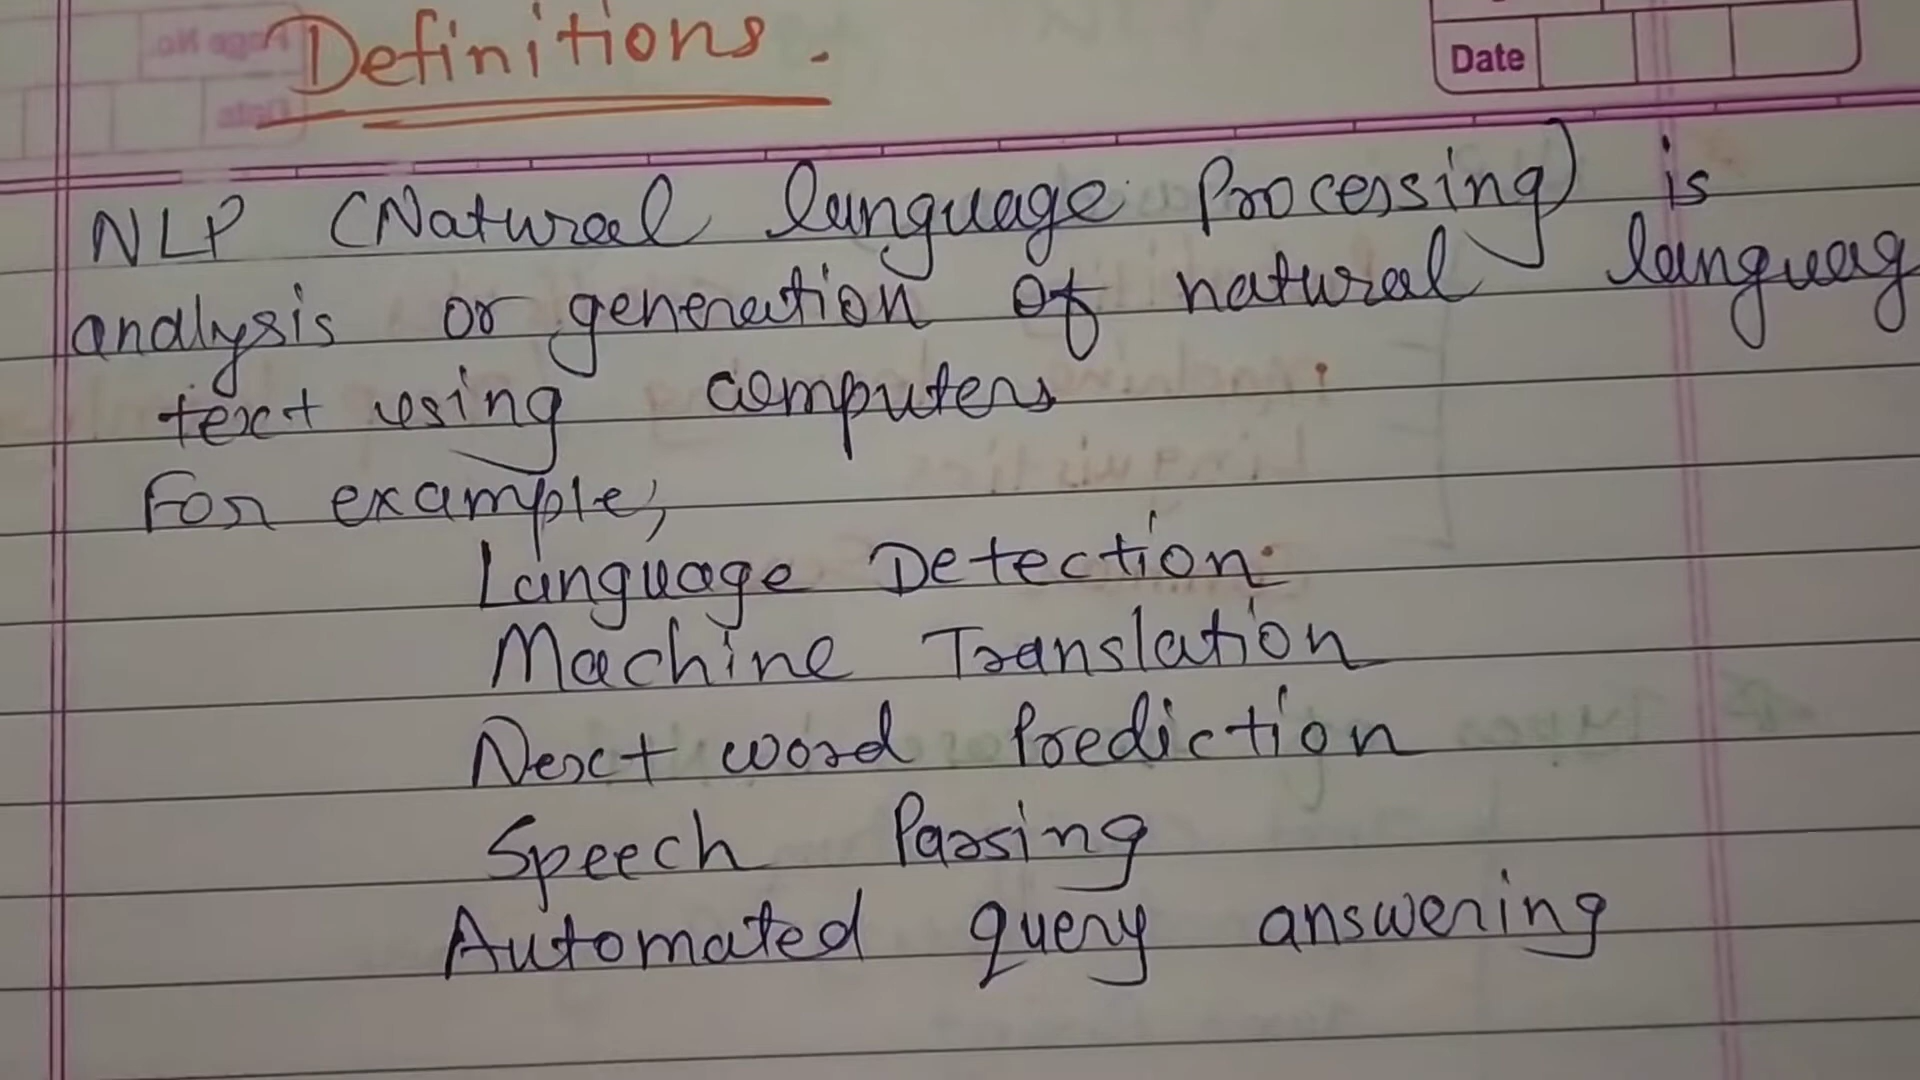 Definitions.
Date
NLP (Natural language Processing) is
analysis or generation of natural languag
text using computers
For example,
Language Detection
Machine Translation
Next word Prediction
Speech Parsing
Automated query answering